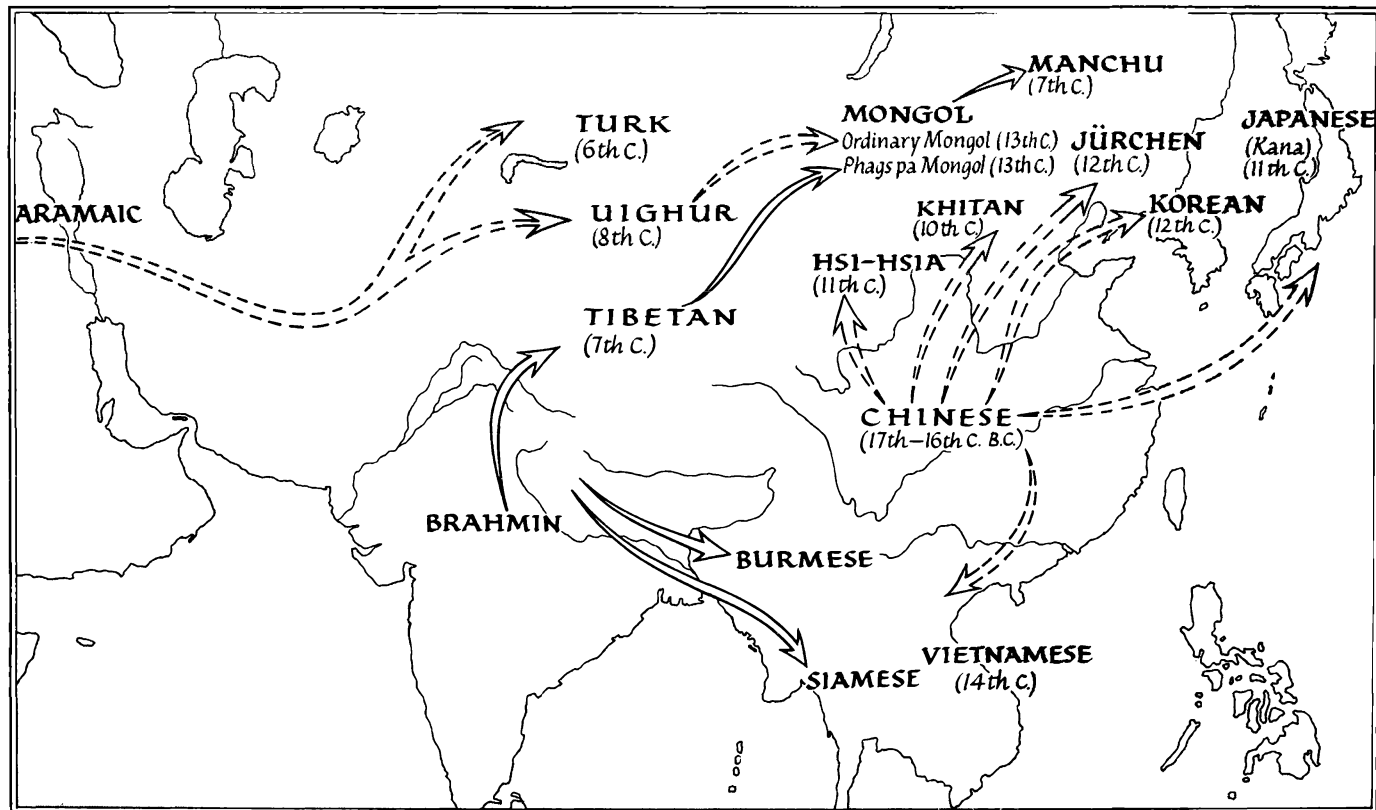 MANCHU
(7th C.)
MONGOL
Ordinary Mongol (13th C.)
Phags pa Mongol (13th C.)
JÜRCHEN
(12th C.)
JAPANESE
(Kana)
(11th C.)
TURK
(6th C.)
ARAMAIC
UIGHUR
(8th C.)
KHITAN
(10th C.)
KOREAN
(12th C.)
HSI-HSIA
(11th C.)
TIBETAN
(7th C.)
CHINESE
(17th–16th C. B.C.)
BRAHMIN
BURMESE
SIAMESE
VIETNAMESE
(14th C.)